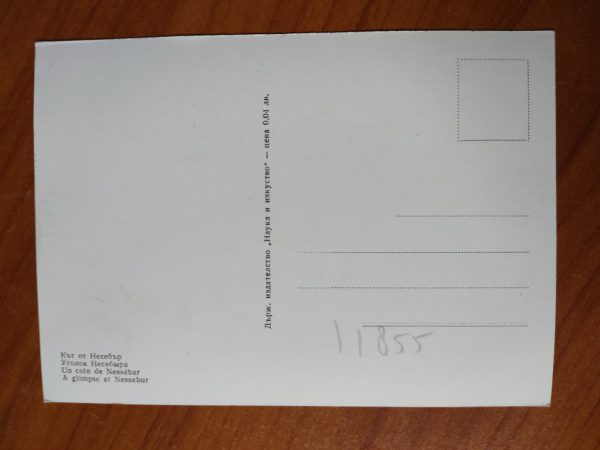 Кът от Несебър
Уголок Несебыра
Un coin de Nessébar
A glimpse at Nessebur
Държ. издателство „Наука и изкуство“ — цена 0,04 лв.
11855